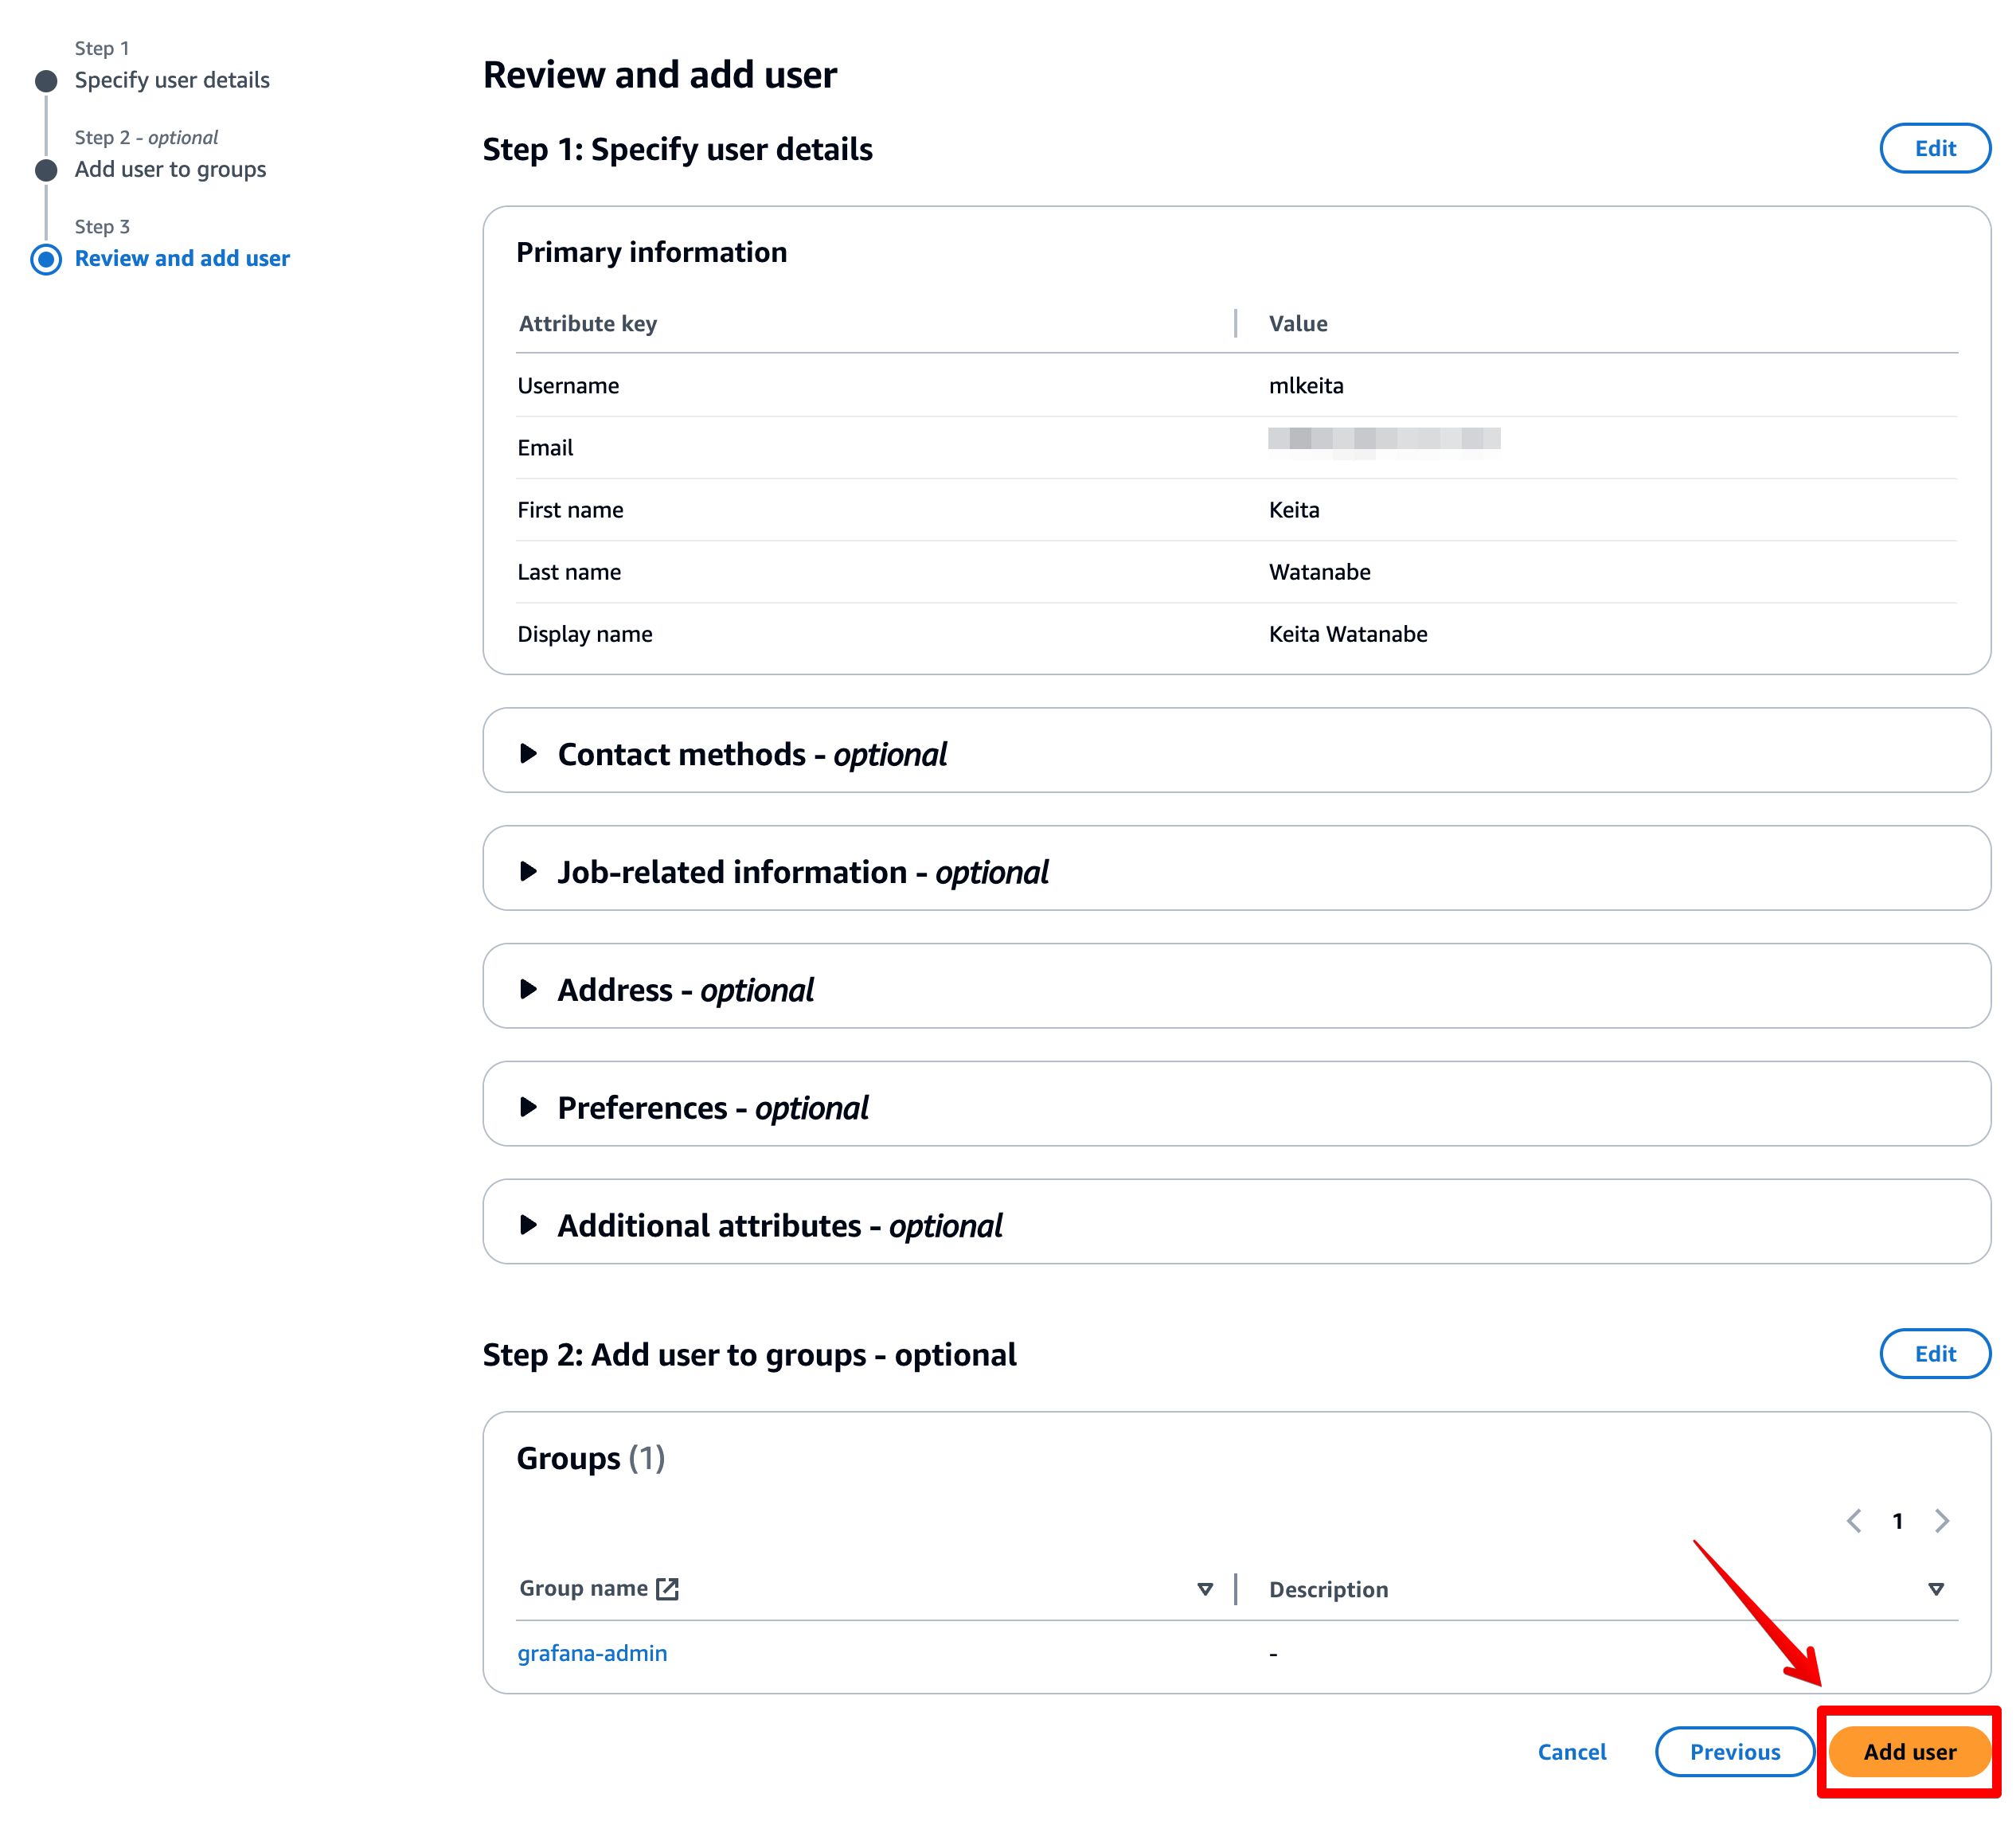 Step 1
Specify user details
Step 2 - optional
Add user to groups
Step 3
Review and add user
Review and add user
Step 1: Specify user details
Edit
Primary information
Attribute key
Value
Username
mlkeita
Email
First name
Keita
Last name
Watanabe
Display name
Keita Watanabe
Contact methods - optional
Job-related information - optional
Address - optional
Preferences - optional
Additional attributes - optional
Step 2: Add user to groups - optional
Edit
Groups (1)
1
Group name
Description
grafana-admin
-
Cancel
Previous
Add user